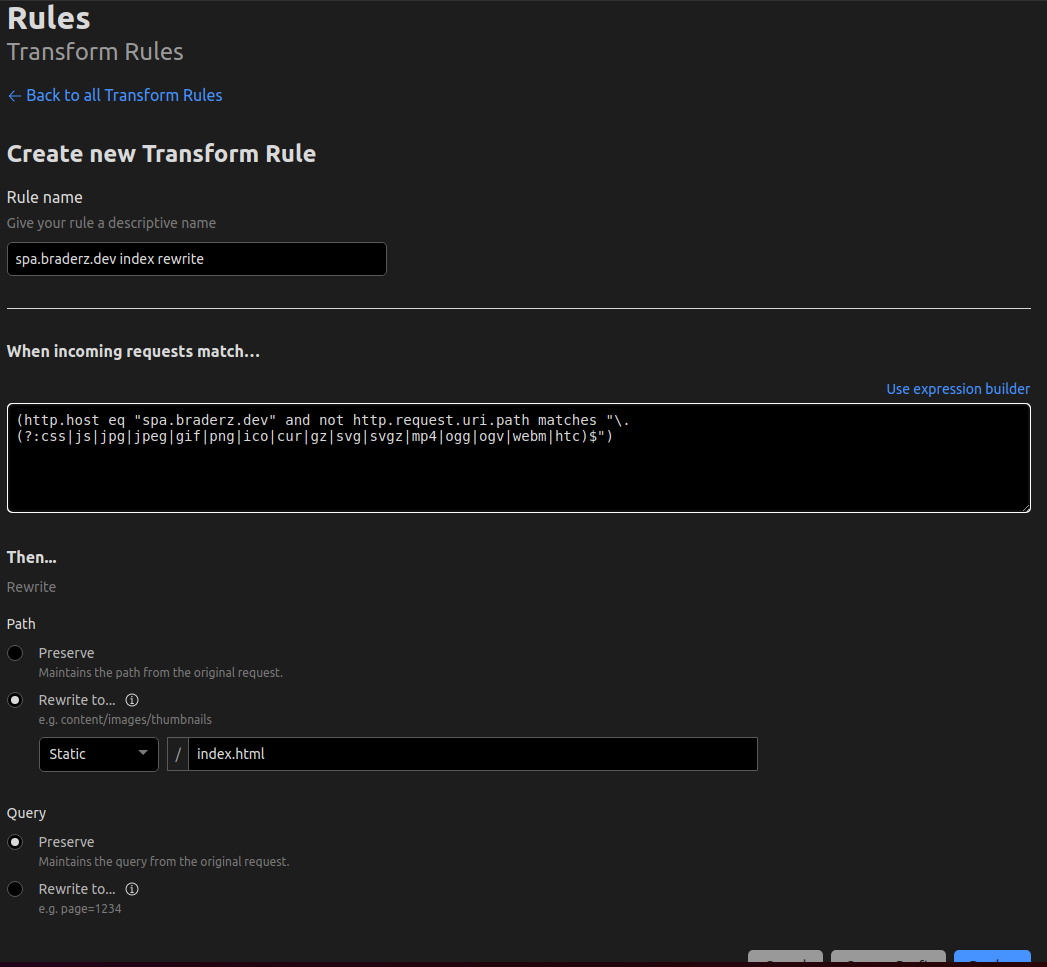 Rules
Transform Rules
← Back to all Transform Rules
Create new Transform Rule
Rule name
Give your rule a descriptive name
spa.braderz.dev index rewrite
When incoming requests match…
Use expression builder
(http.host eq "spa.braderz.dev" and not http.request.uri.path matches "\.
(?:css|js|jpg|jpeg|gif|png|ico|cur|gz|svg|svgz|mp4|ogg|ogv|webm|htc)$")
Then...
Rewrite
Path
Preserve
Maintains the path from the original request.
Rewrite to...
e.g. content/images/thumbnails
Static / index.html
Query
Preserve
Maintains the query from the original request.
Rewrite to...
e.g. page=1234